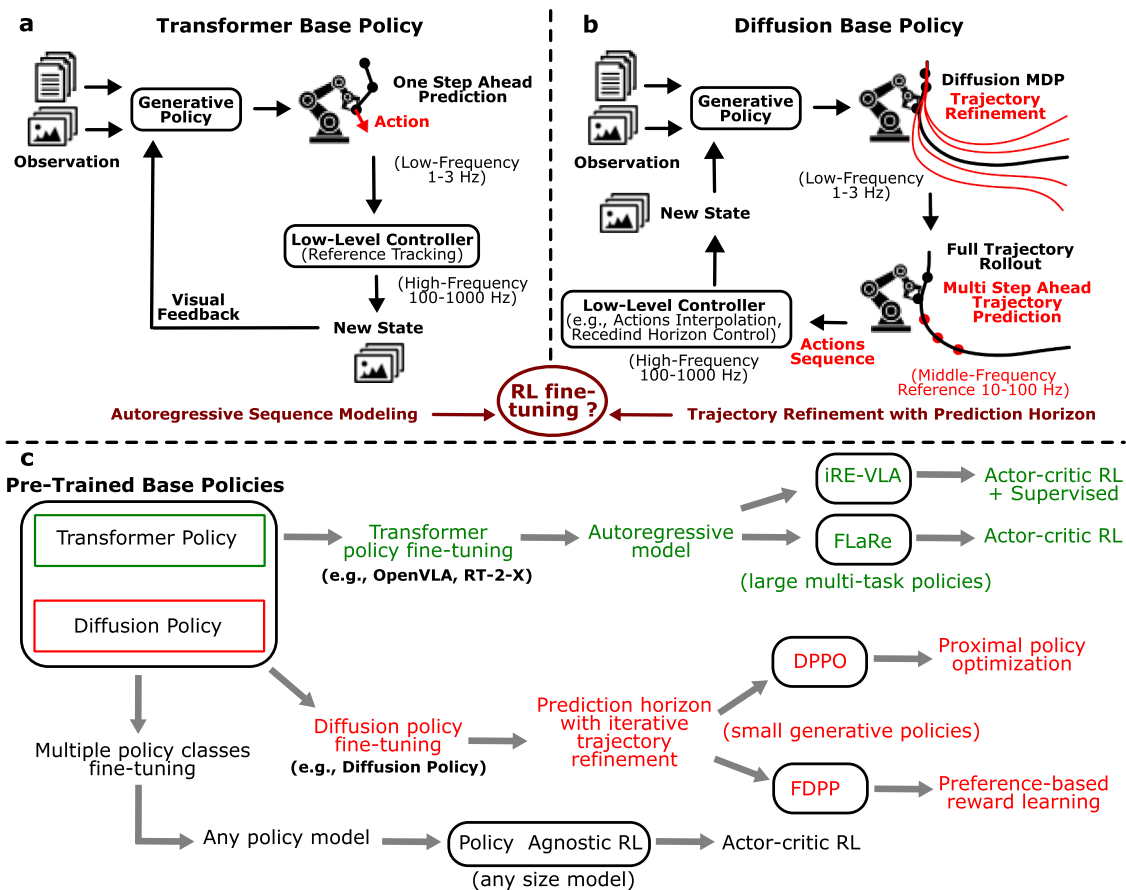 a
Transformer Base Policy
Observation
Generative
Policy
One Step Ahead
Prediction
Action
(Low-Frequency
1-3 Hz)
Low-Level Controller
(Reference Tracking)
(High-Frequency
100-1000 Hz)
Visual
Feedback
New State
Autoregressive Sequence Modeling
RL fine-
tuning ?
b
Diffusion Base Policy
Observation
Generative
Policy
Diffusion MDP
Trajectory
Refinement
(Low-Frequency
1-3 Hz)
New State
Full Trajectory
Rollout
Multi Step Ahead
Trajectory
Prediction
Low-Level Controller
(e.g., Actions Interpolation,
Recedind Horizon Control)
Actions
Sequence
(High-Frequency
100-1000 Hz)
(Middle-Frequency
Reference 10-100 Hz)
Trajectory Refinement with Prediction Horizon
c
Pre-Trained Base Policies
Transformer Policy
Diffusion Policy
Transformer
policy fine-tuning
(e.g., OpenVLA, RT-2-X)
Autoregressive
model
iRE-VLA
Actor-critic RL
+ Supervised
FLaRe
Actor-critic RL
(large multi-task policies)
Diffusion policy
fine-tuning
(e.g., Diffusion Policy)
Prediction horizon
with iterative
trajectory
refinement
DPPO
Proximal policy
optimization
(small generative policies)
FDPP
Preference-based
reward learning
Multiple policy classes
fine-tuning
Any policy model
Policy Agnostic RL
Actor-critic RL
(any size model)